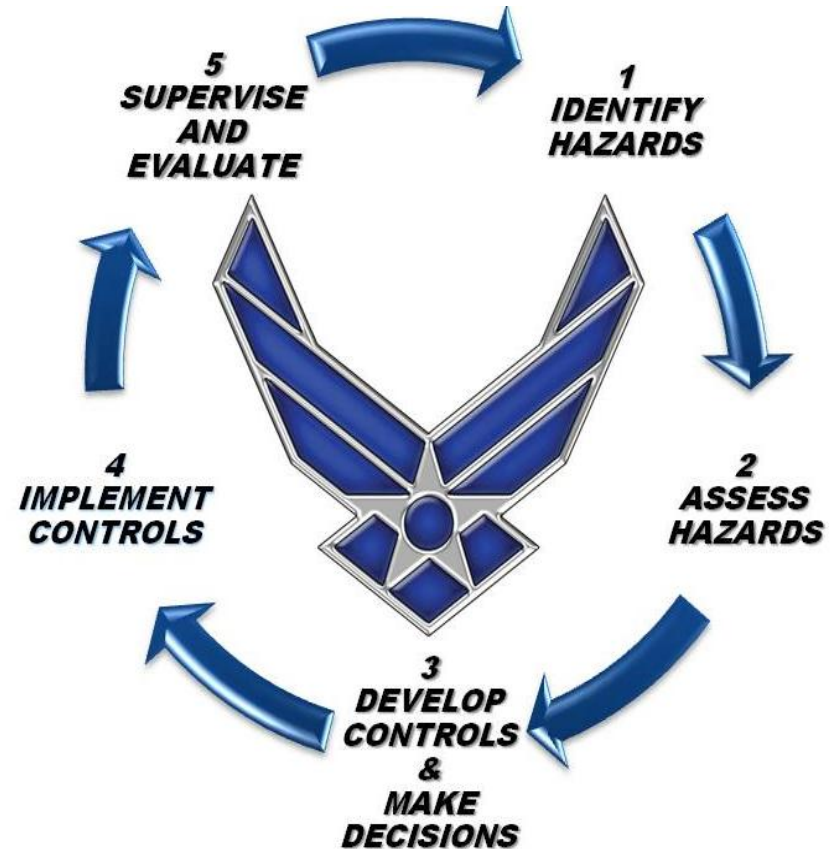 1
IDENTIFY
HAZARDS
2
ASSESS
HAZARDS
3
DEVELOP
CONTROLS
&
MAKE
DECISIONS
4
IMPLEMENT
CONTROLS
5
SUPERVISE
AND
EVALUATE